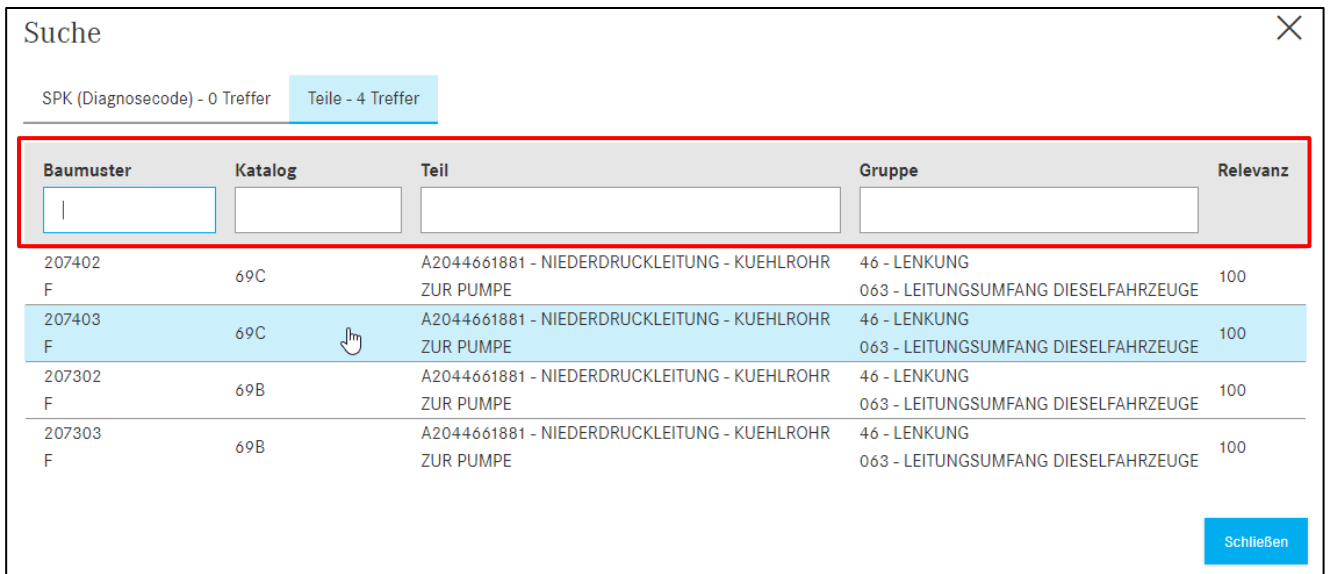 Suche
SPK (Diagnosecode) - 0 Treffer Teile - 4 Treffer
Baumuster Katalog Teil Gruppe Relevanz
207402 A2044661881 - NIEDERDRUCKLEITUNG - KUEHLROHR 46 - LENKUNG
69C 100
F ZUR PUMPE 063 - LEITUNGSUMFANG DIESELFAHRZEUGE
207403 A2044661881 - NIEDERDRUCKLEITUNG - KUEHLROHR 46 - LENKUNG
69C 100
F ZUR PUMPE 063 - LEITUNGSUMFANG DIESELFAHRZEUGE
207302 A2044661881 - NIEDERDRUCKLEITUNG - KUEHLROHR 46 - LENKUNG
69B 100
F ZUR PUMPE 063 - LEITUNGSUMFANG DIESELFAHRZEUGE
207303 A2044661881 - NIEDERDRUCKLEITUNG - KUEHLROHR 46 - LENKUNG
69B 100
F ZUR PUMPE 063 - LEITUNGSUMFANG DIESELFAHRZEUGE
Schließen